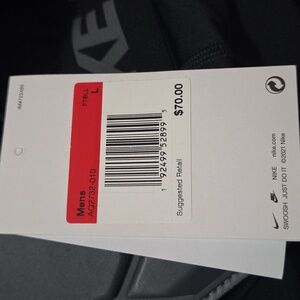 Mens
AQ2732-010
FTBLL
L
1 92499 52899 5
$70.00
Suggested Retail
NIKE
nike.com
SWOOSH JUST DO IT ©2021 Nike